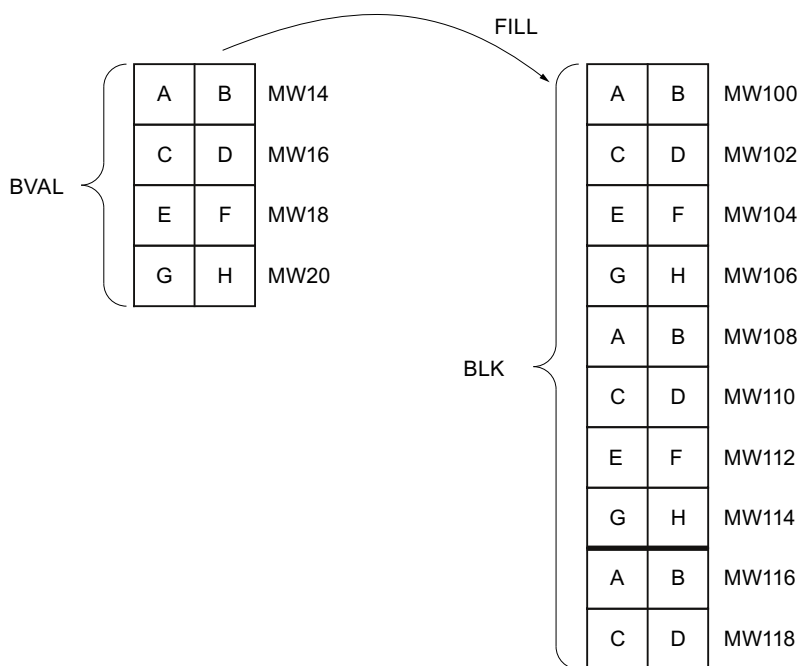 FILL
A B MW14
C D MW16
BVAL
E F MW18
G H MW20
A B MW100
C D MW102
E F MW104
G H MW106
A B MW108
BLK
C D MW110
E F MW112
G H MW114
A B MW116
C D MW118